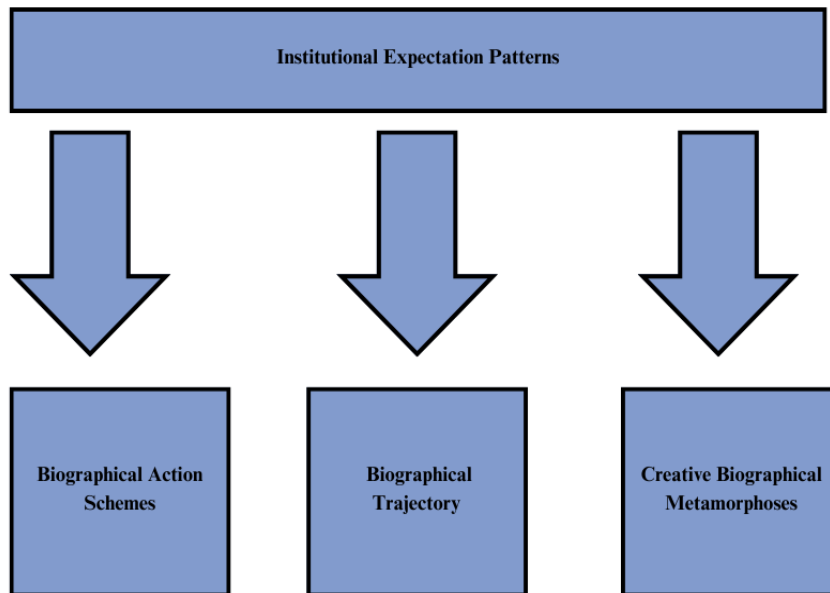 Institutional Expectation Patterns
Biographical Action
Schemes
Biographical
Trajectory
Creative Biographical
Metamorphoses